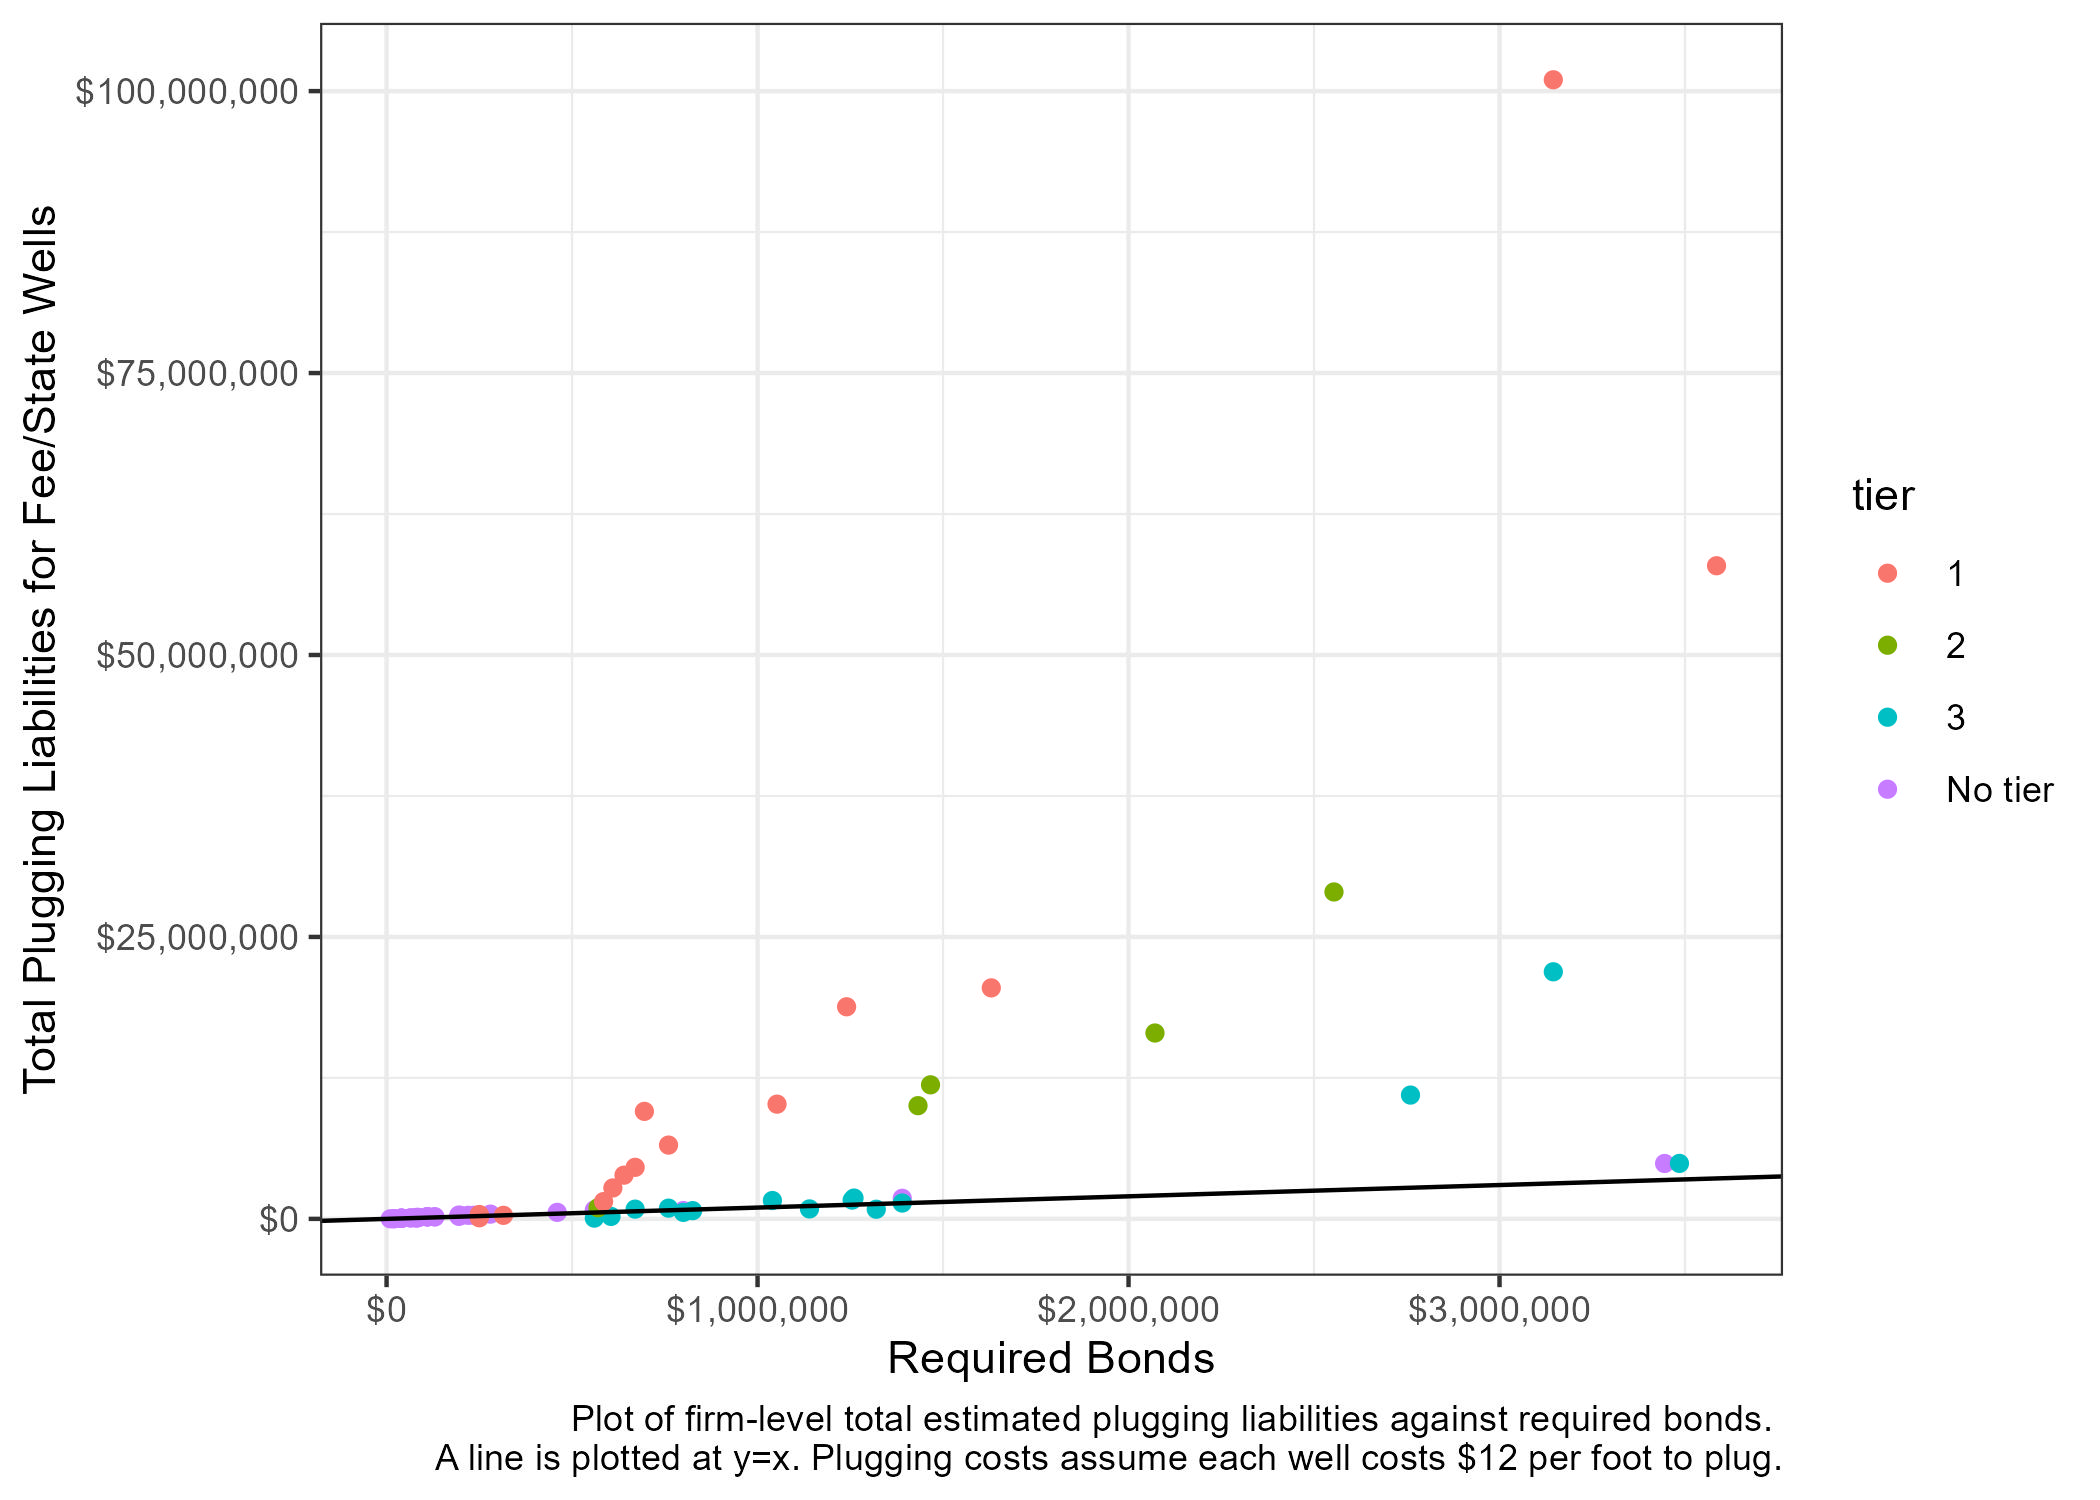 Total Plugging Liabilities for Fee/State Wells
$100,000,000
$75,000,000
$50,000,000
$25,000,000
$0
$0
$1,000,000
$2,000,000
$3,000,000
Required Bonds
tier
1
2
3
No tier
Plot of firm-level total estimated plugging liabilities against required bonds.
A line is plotted at y=x. Plugging costs assume each well costs $12 per foot to plug.